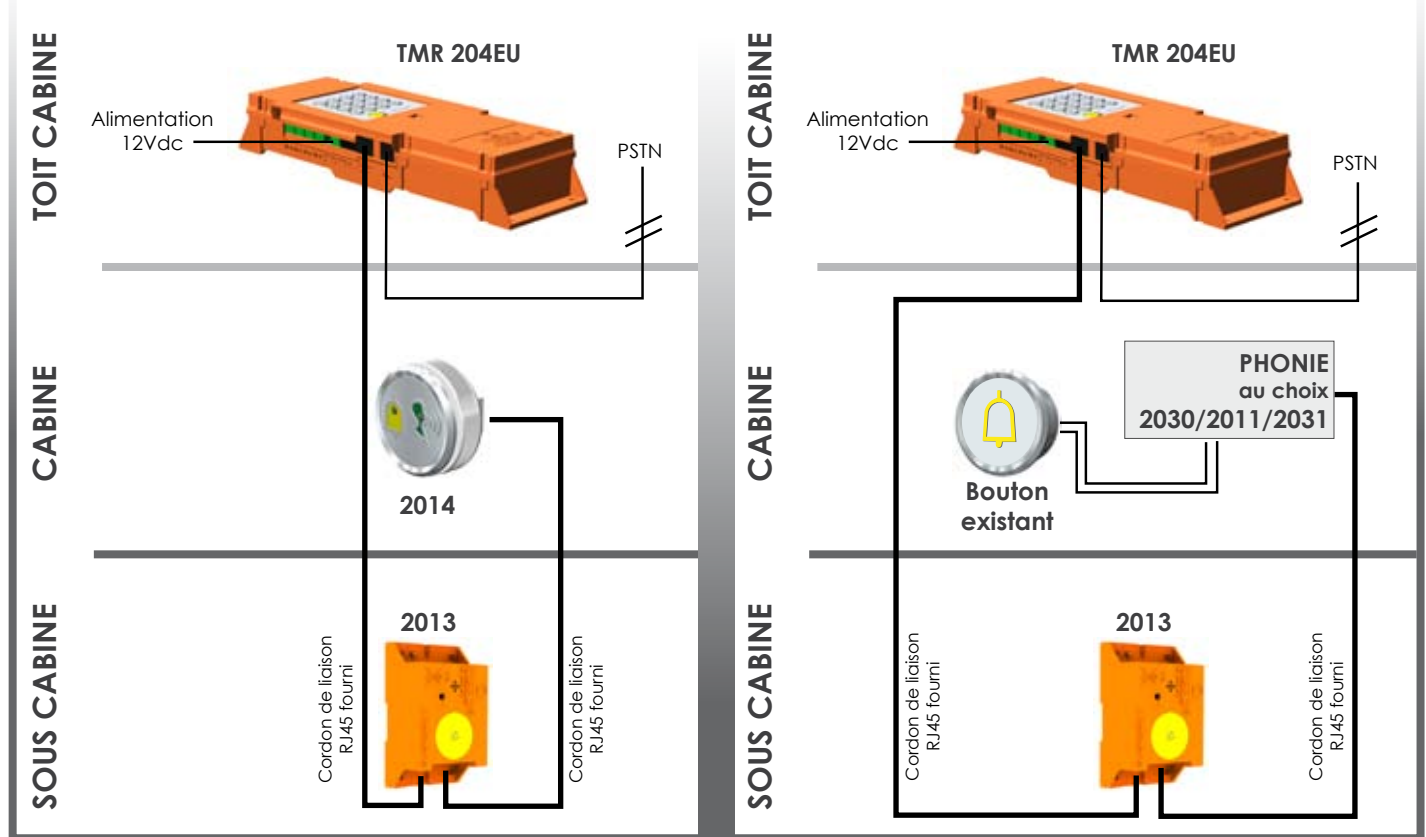 TOIT CABINE
TMR 204EU
Alimentation
12Vdc
PSTN
CABINE
2014
SOUS CABINE
2013
Cordon de liaison
RJ45 fourni
Cordon de liaison
RJ45 fourni
TOIT CABINE
TMR 204EU
Alimentation
12Vdc
PSTN
CABINE
PHONIE
au choix
2030/2011/2031
Bouton
existant
SOUS CABINE
2013
Cordon de liaison
RJ45 fourni
Cordon de liaison
RJ45 fourni